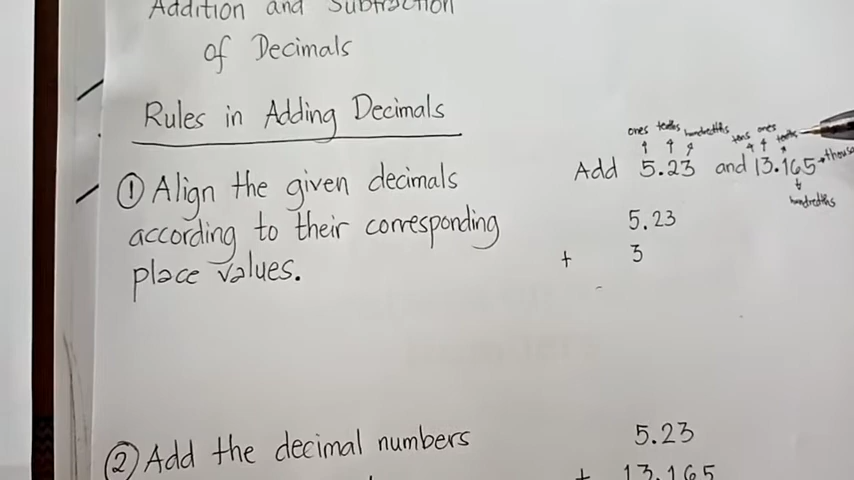 Addition and Subtraction
of Decimals
Rules in Adding Decimals
① Align the given decimals
according to their corresponding
place values.
ones tenths hundredths tens ones tenths
Add 5.23 and 13.165
hundredths
5.23
+ 3
② Add the decimal numbers
5.23
+ 13.165